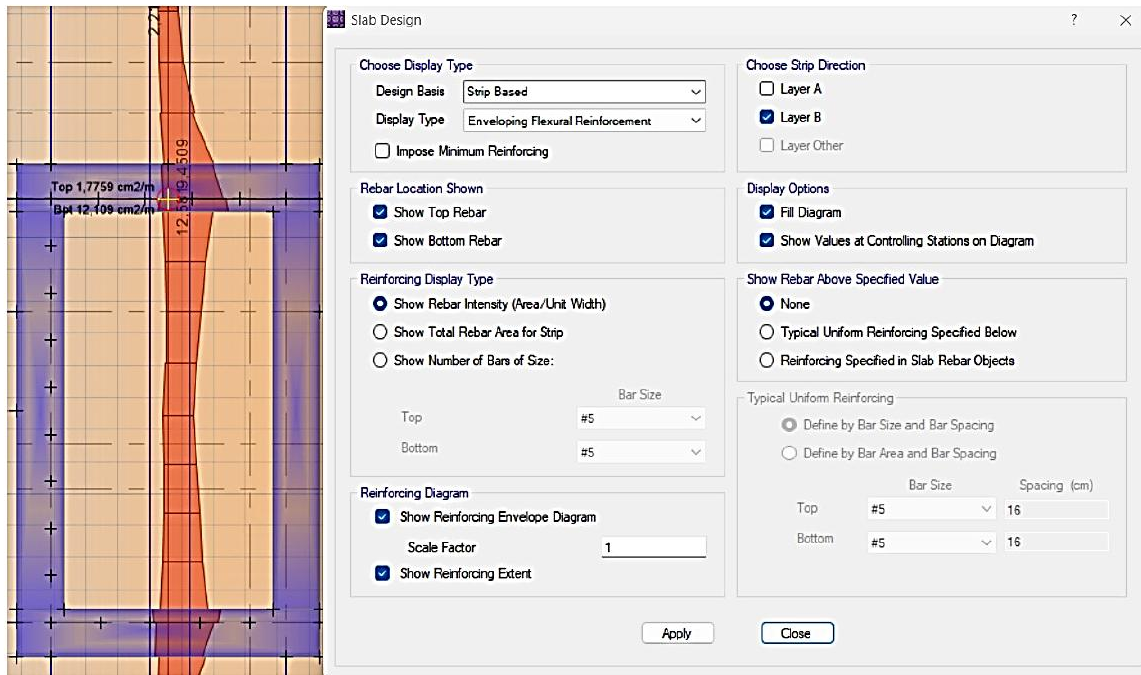 Slab Design
?
Choose Display Type
Design Basis
Strip Based
Display Type
Enveloping Flexural Reinforcement
Impose Minimum Reinforcing
Rebar Location Shown
Show Top Rebar
Show Bottom Rebar
Reinforcing Display Type
Show Rebar Intensity (Area/Unit Width)
Show Total Rebar Area for Strip
Show Number of Bars of Size:
Bar Size
Top
#5
Bottom
#5
Reinforcing Diagram
Show Reinforcing Envelope Diagram
Scale Factor
1
Show Reinforcing Extent
Choose Strip Direction
Layer A
Layer B
Layer Other
Display Options
Fill Diagram
Show Values at Controlling Stations on Diagram
Show Rebar Above Specified Value
None
Typical Uniform Reinforcing Specified Below
Reinforcing Specified in Slab Rebar Objects
Typical Uniform Reinforcing
Define by Bar Size and Bar Spacing
Define by Bar Area and Bar Spacing
Bar Size Spacing (cm)
Top #5 16
Bottom #5 16
Apply Close
Top 1,7759 cm2/m
12,109 cm2/m